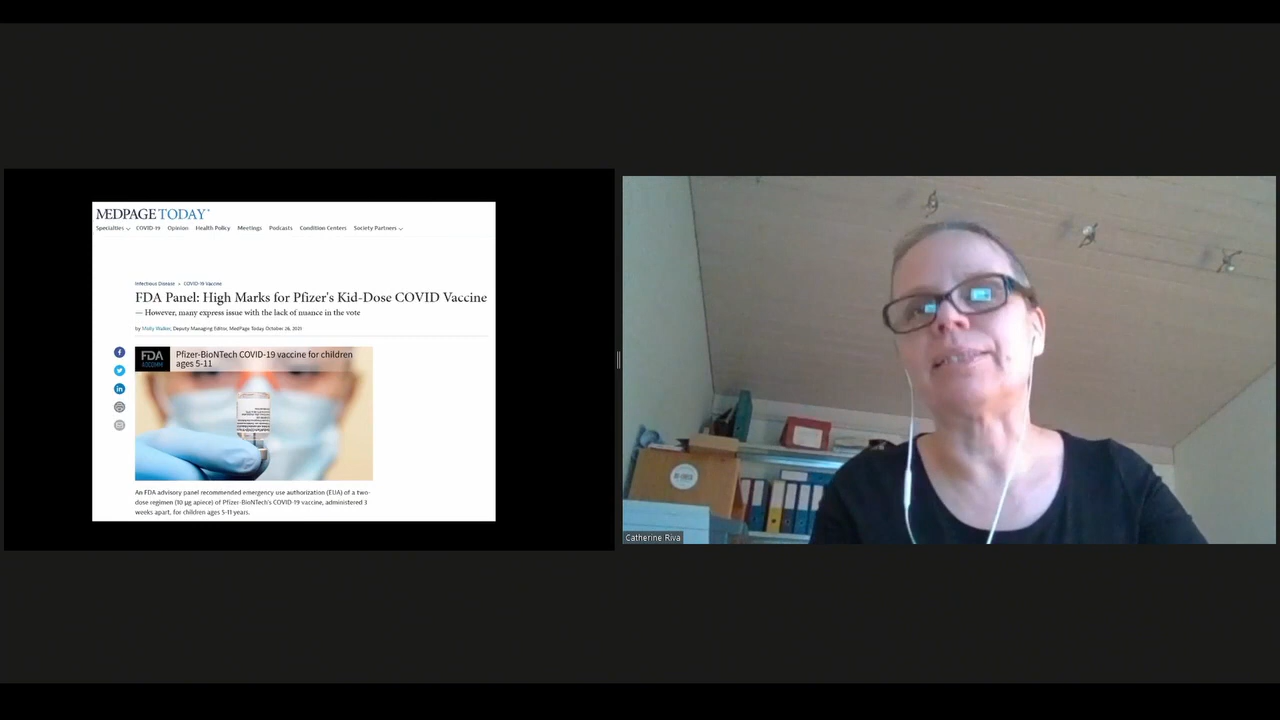 MEDPAGE TODAY
Specialties COVID-19 Opinion Health Policy Meetings Podcasts Condition Centers Society Partners
Infectious Disease > COVID-19 Vaccine
FDA Panel: High Marks for Pfizer's Kid-Dose COVID Vaccine
— However, many express issue with the lack of nuance in the vote
by Molly Walker, Deputy Managing Editor, MedPage Today October 26, 2021
FDA
Pfizer-BioNTech COVID-19 vaccine for children
ages 5-11
An FDA advisory panel recommended emergency use authorization (EUA) of a two-
dose regimen (10 µg apiece) of Pfizer-BioNTech's COVID-19 vaccine, administered 3
weeks apart, for children ages 5-11 years.
Catherine Riva